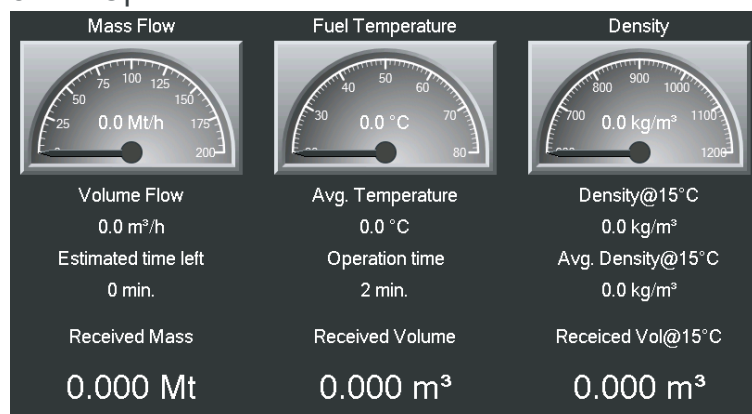 Mass Flow Fuel Temperature Density
25 50 75 100 125 150 175 200
0.0 Mt/h
30 40 50 60 70 80
0.0 °C
700 800 900 1000 1100 1200
0.0 kg/m³
Volume Flow Avg. Temperature Density@15°C
0.0 m³/h 0.0 °C 0.0 kg/m³
Estimated time left Operation time Avg. Density@15°C
0 min. 2 min. 0.0 kg/m³
Received Mass Received Volume Receiced Vol@15°C
0.000 Mt 0.000 m³ 0.000 m³